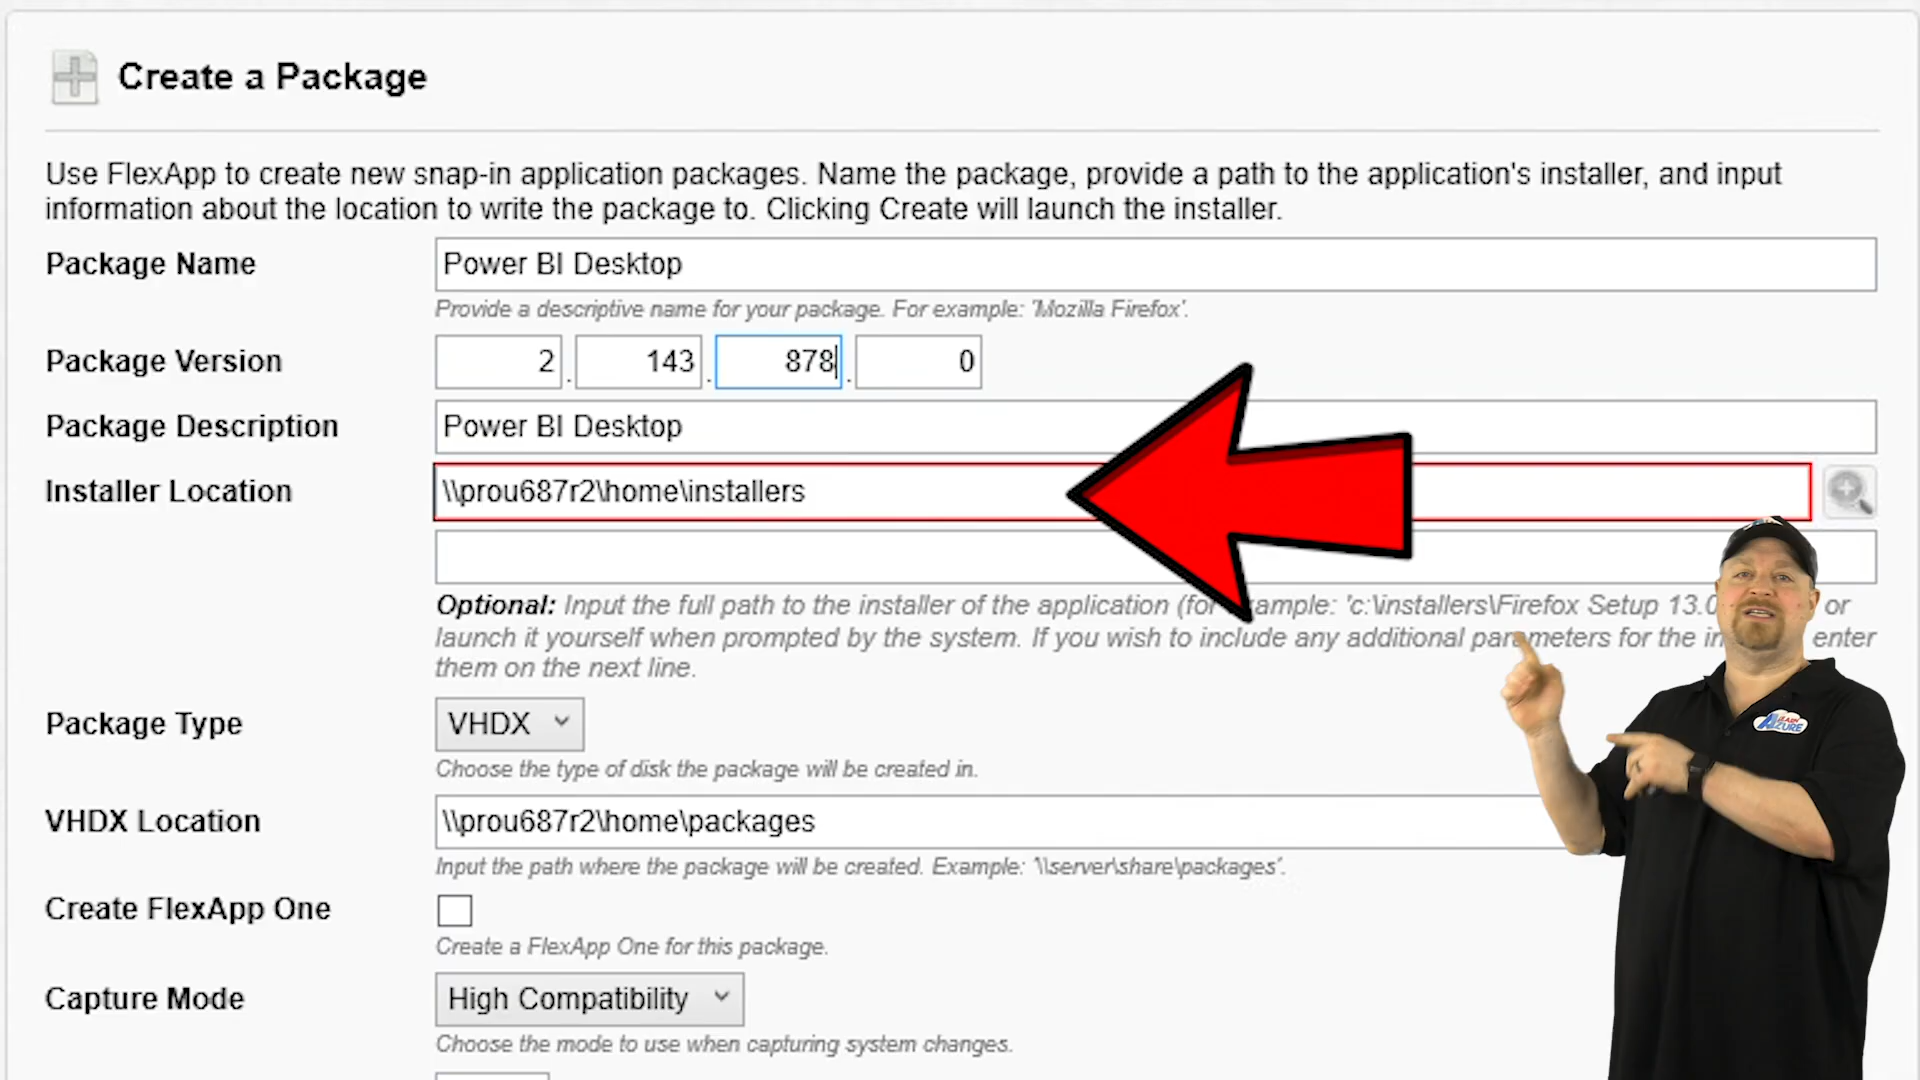 Create a Package
Use FlexApp to create new snap-in application packages. Name the package, provide a path to the application's installer, and input
information about the location to write the package to. Clicking Create will launch the installer.
Package Name
Power BI Desktop
Provide a descriptive name for your package. For example: 'Mozilla Firefox'.
Package Version
2 . 143 . 878 . 0
Package Description
Power BI Desktop
Installer Location
\\prou687r2\home\installers
Optional: Input the full path to the installer of the application (for example: 'c:\installers\Firefox Setup 13.0 or
launch it yourself when prompted by the system. If you wish to include any additional parameters for the enter
them on the next line.
Package Type
VHDX
Choose the type of disk the package will be created in.
VHDX Location
\\prou687r2\home\packages
Input the path where the package will be created. Example: '\\server\share\packages'.
Create FlexApp One
Create a FlexApp One for this package.
Capture Mode
High Compatibility
Choose the mode to use when capturing system changes.
LEARN
AZURE